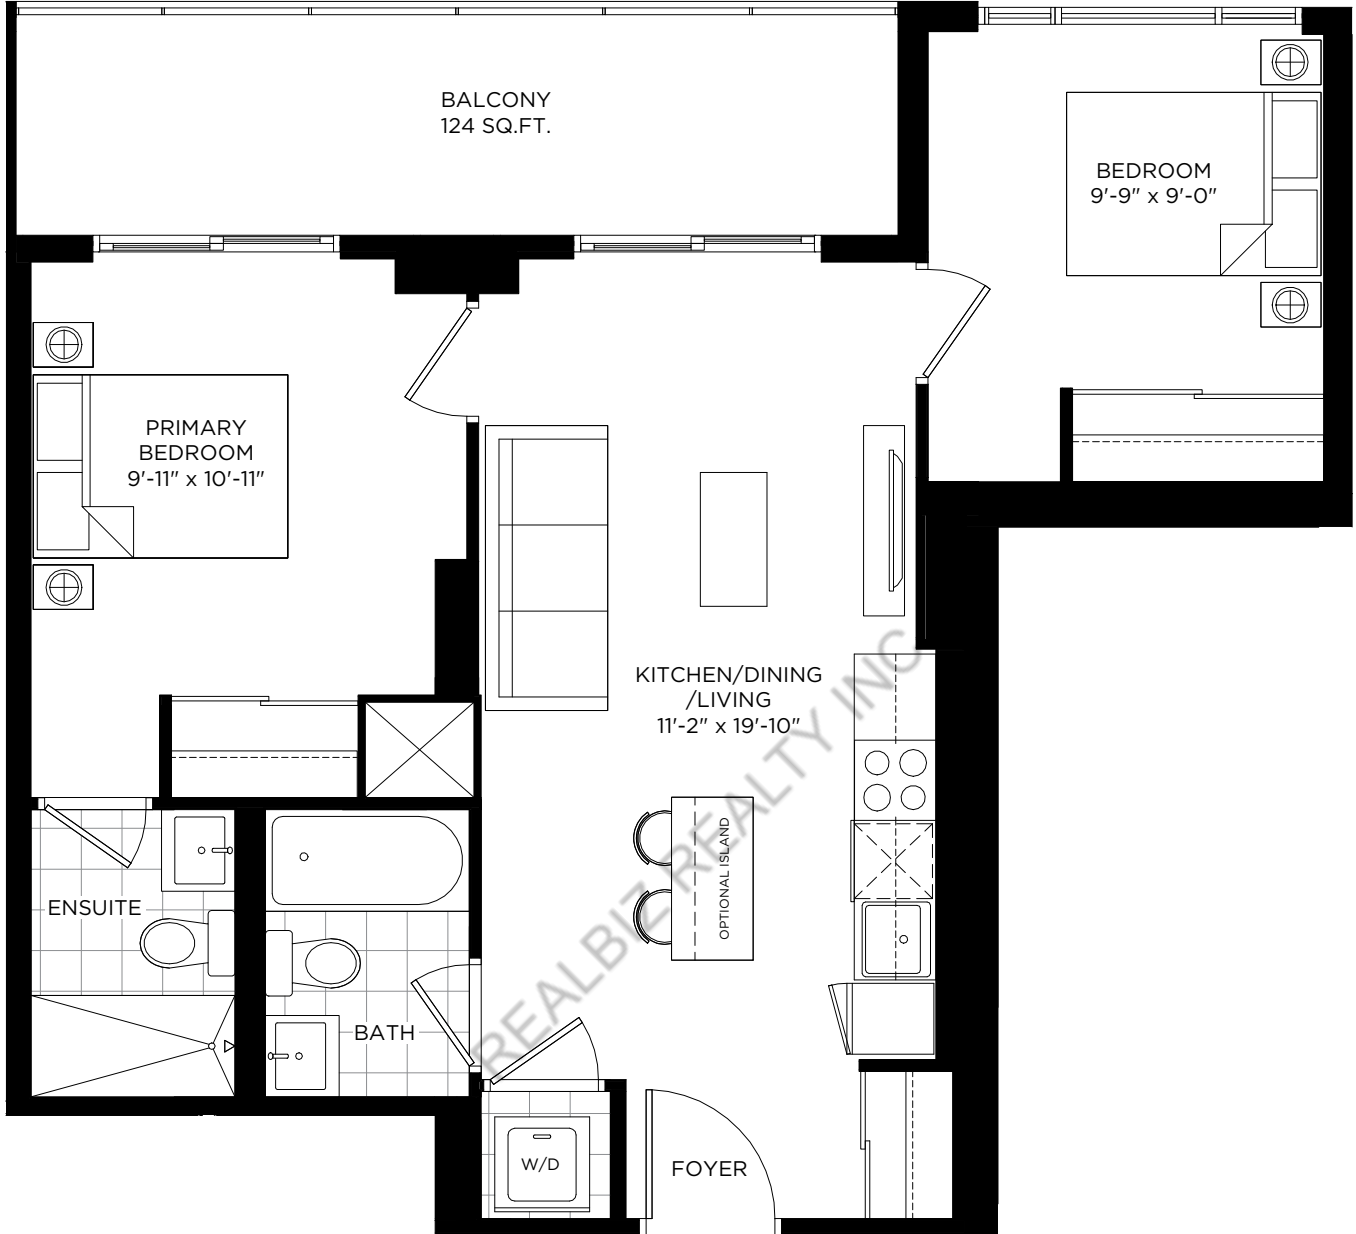 BALCONY
124 SQ.FT.
BEDROOM
9'-9" x 9'-0"
PRIMARY
BEDROOM
9'-11" x 10'-11"
KITCHEN/DINING
/LIVING
11'-2" x 19'-10"
OPTIONAL ISLAND
ENSUITE
BATH
W/D
FOYER
REALBIZ REALTY INC